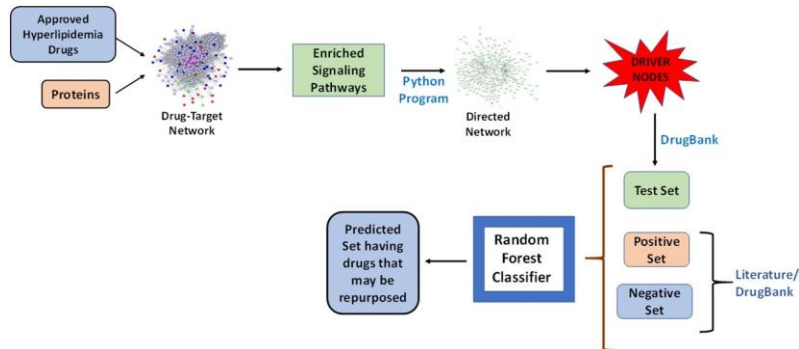 Approved
Hyperlipidemia
Drugs
Proteins
Drug-Target
Network
Enriched
Signaling
Pathways
Python
Program
Directed
Network
DRIVER
NODES
DrugBank
Test Set
Positive
Set
Negative
Set
Literature/
DrugBank
Random
Forest
Classifier
Predicted
Set having
drugs that
may be
repurposed